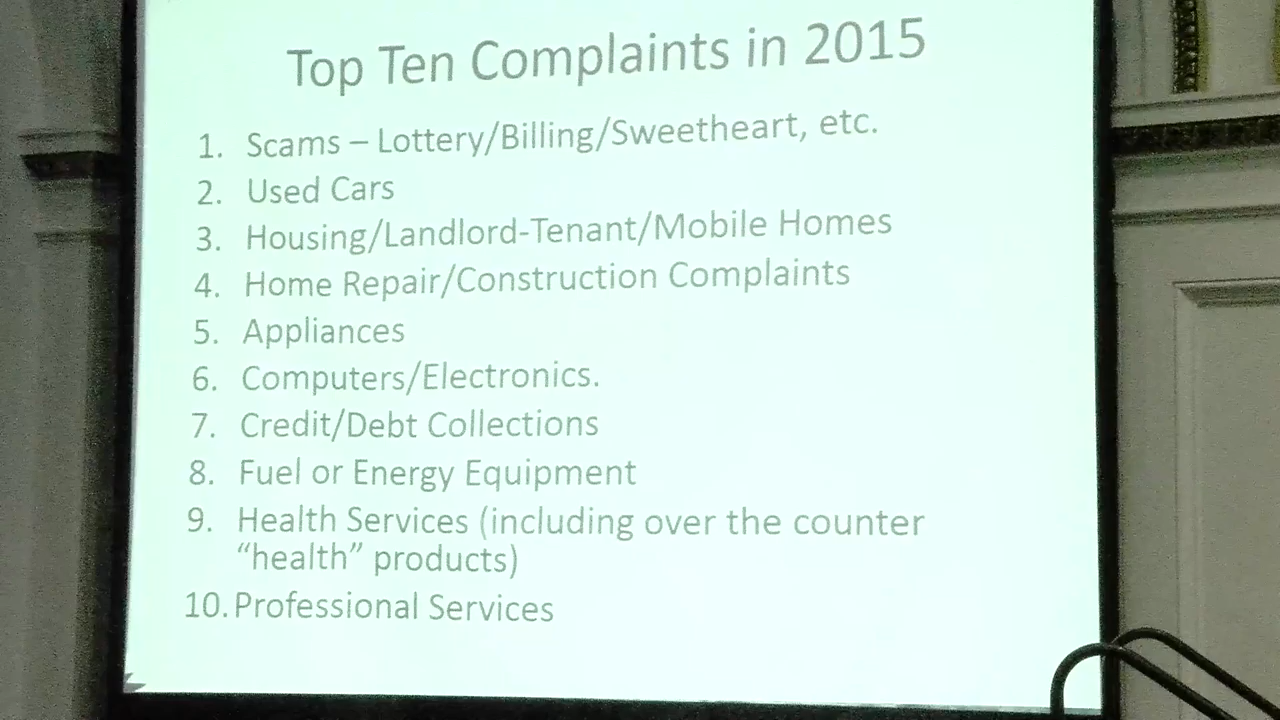 Top Ten Complaints in 2015
1. Scams – Lottery/Billing/Sweetheart, etc.
2. Used Cars
3. Housing/Landlord-Tenant/Mobile Homes
4. Home Repair/Construction Complaints
5. Appliances
6. Computers/Electronics.
7. Credit/Debt Collections
8. Fuel or Energy Equipment
9. Health Services (including over the counter
“health” products)
10. Professional Services